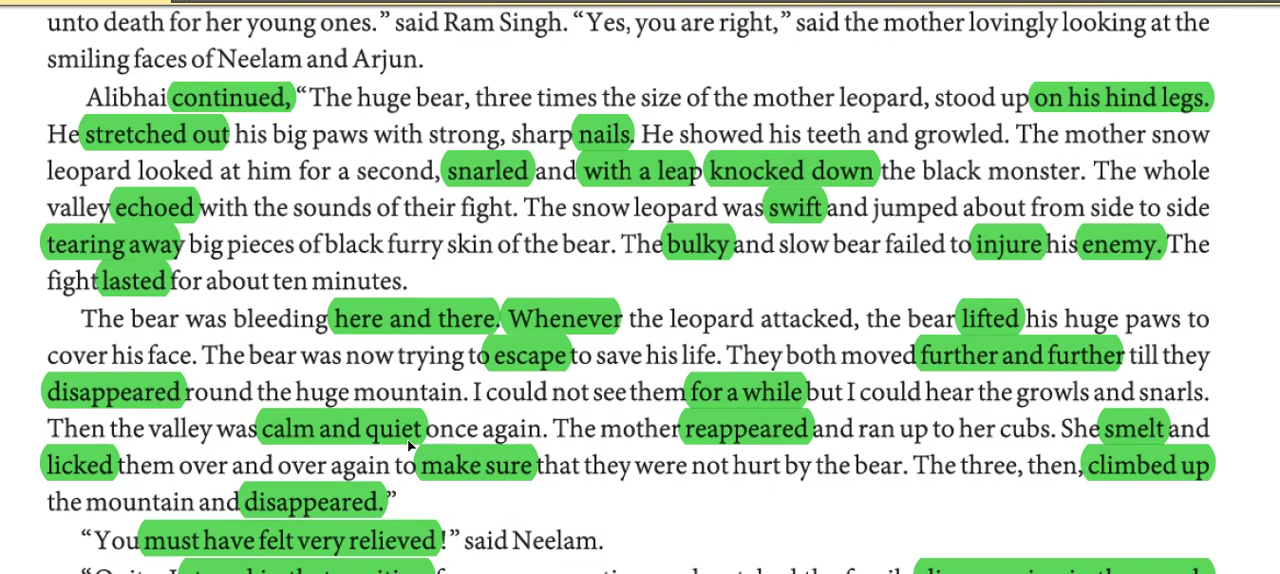 unto death for her young ones.” said Ram Singh. “Yes, you are right,” said the mother lovingly looking at the
smiling faces of Neelam and Arjun.
Alibhai continued, “The huge bear, three times the size of the mother leopard, stood up on his hind legs.
He stretched out his big paws with strong, sharp nails. He showed his teeth and growled. The mother snow
leopard looked at him for a second, snarled and with a leap knocked down the black monster. The whole
valley echoed with the sounds of their fight. The snow leopard was swift and jumped about from side to side
tearing away big pieces of black furry skin of the bear. The bulky and slow bear failed to injure his enemy. The
fight lasted for about ten minutes.
The bear was bleeding here and there. Whenever the leopard attacked, the bear lifted his huge paws to
cover his face. The bear was now trying to escape to save his life. They both moved further and further till they
disappeared round the huge mountain. I could not see them for a while but I could hear the growls and snarls.
Then the valley was calm and quiet once again. The mother reappeared and ran up to her cubs. She smelt and
licked them over and over again to make sure that they were not hurt by the bear. The three, then, climbed up
the mountain and disappeared.”
“You must have felt very relieved!” said Neelam.